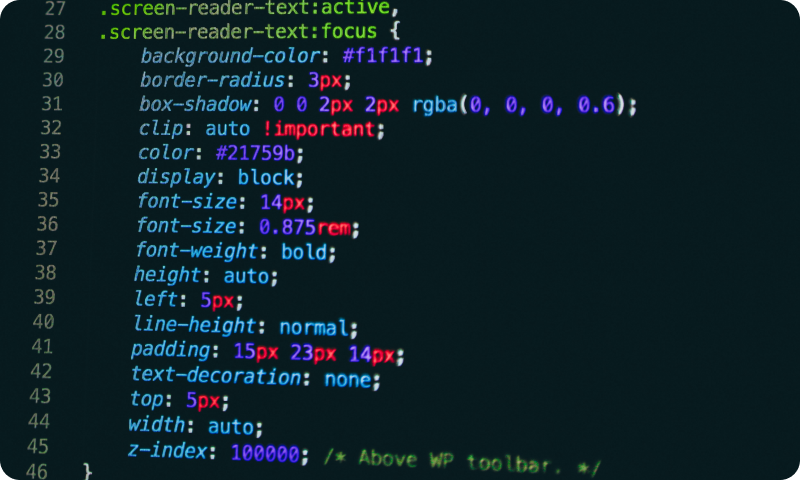 27 .screen-reader-text:active,
28 .screen-reader-text:focus {
29 background-color: #f1f1f1;
30 border-radius: 3px;
31 box-shadow: 0 0 2px 2px rgba(0, 0, 0, 0.6);
32 clip: auto !important;
33 color: #21759b;
34 display: block;
35 font-size: 14px;
36 font-size: 0.875rem;
37 font-weight: bold;
38 height: auto;
39 left: 5px;
40 line-height: normal;
41 padding: 15px 23px 14px;
42 text-decoration: none;
43 top: 5px;
44 width: auto;
45 z-index: 100000; /* Above WP toolbar. */
46 }